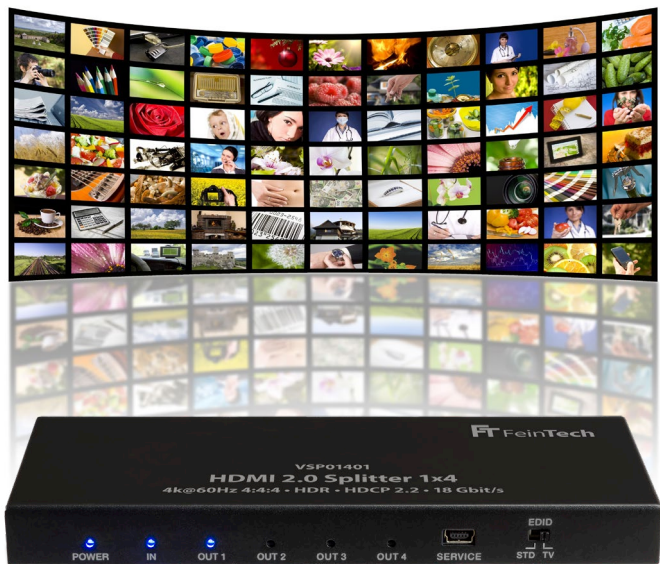 FT FeinTech
VSP01401
HDMI 2.0 Splitter 1x4
4k@60Hz 4:4:4 • HDR • HDCP 2.2 • 18 Gbit/s
EDID
POWER IN OUT 1 OUT 2 OUT 3 OUT 4 SERVICE STD TV